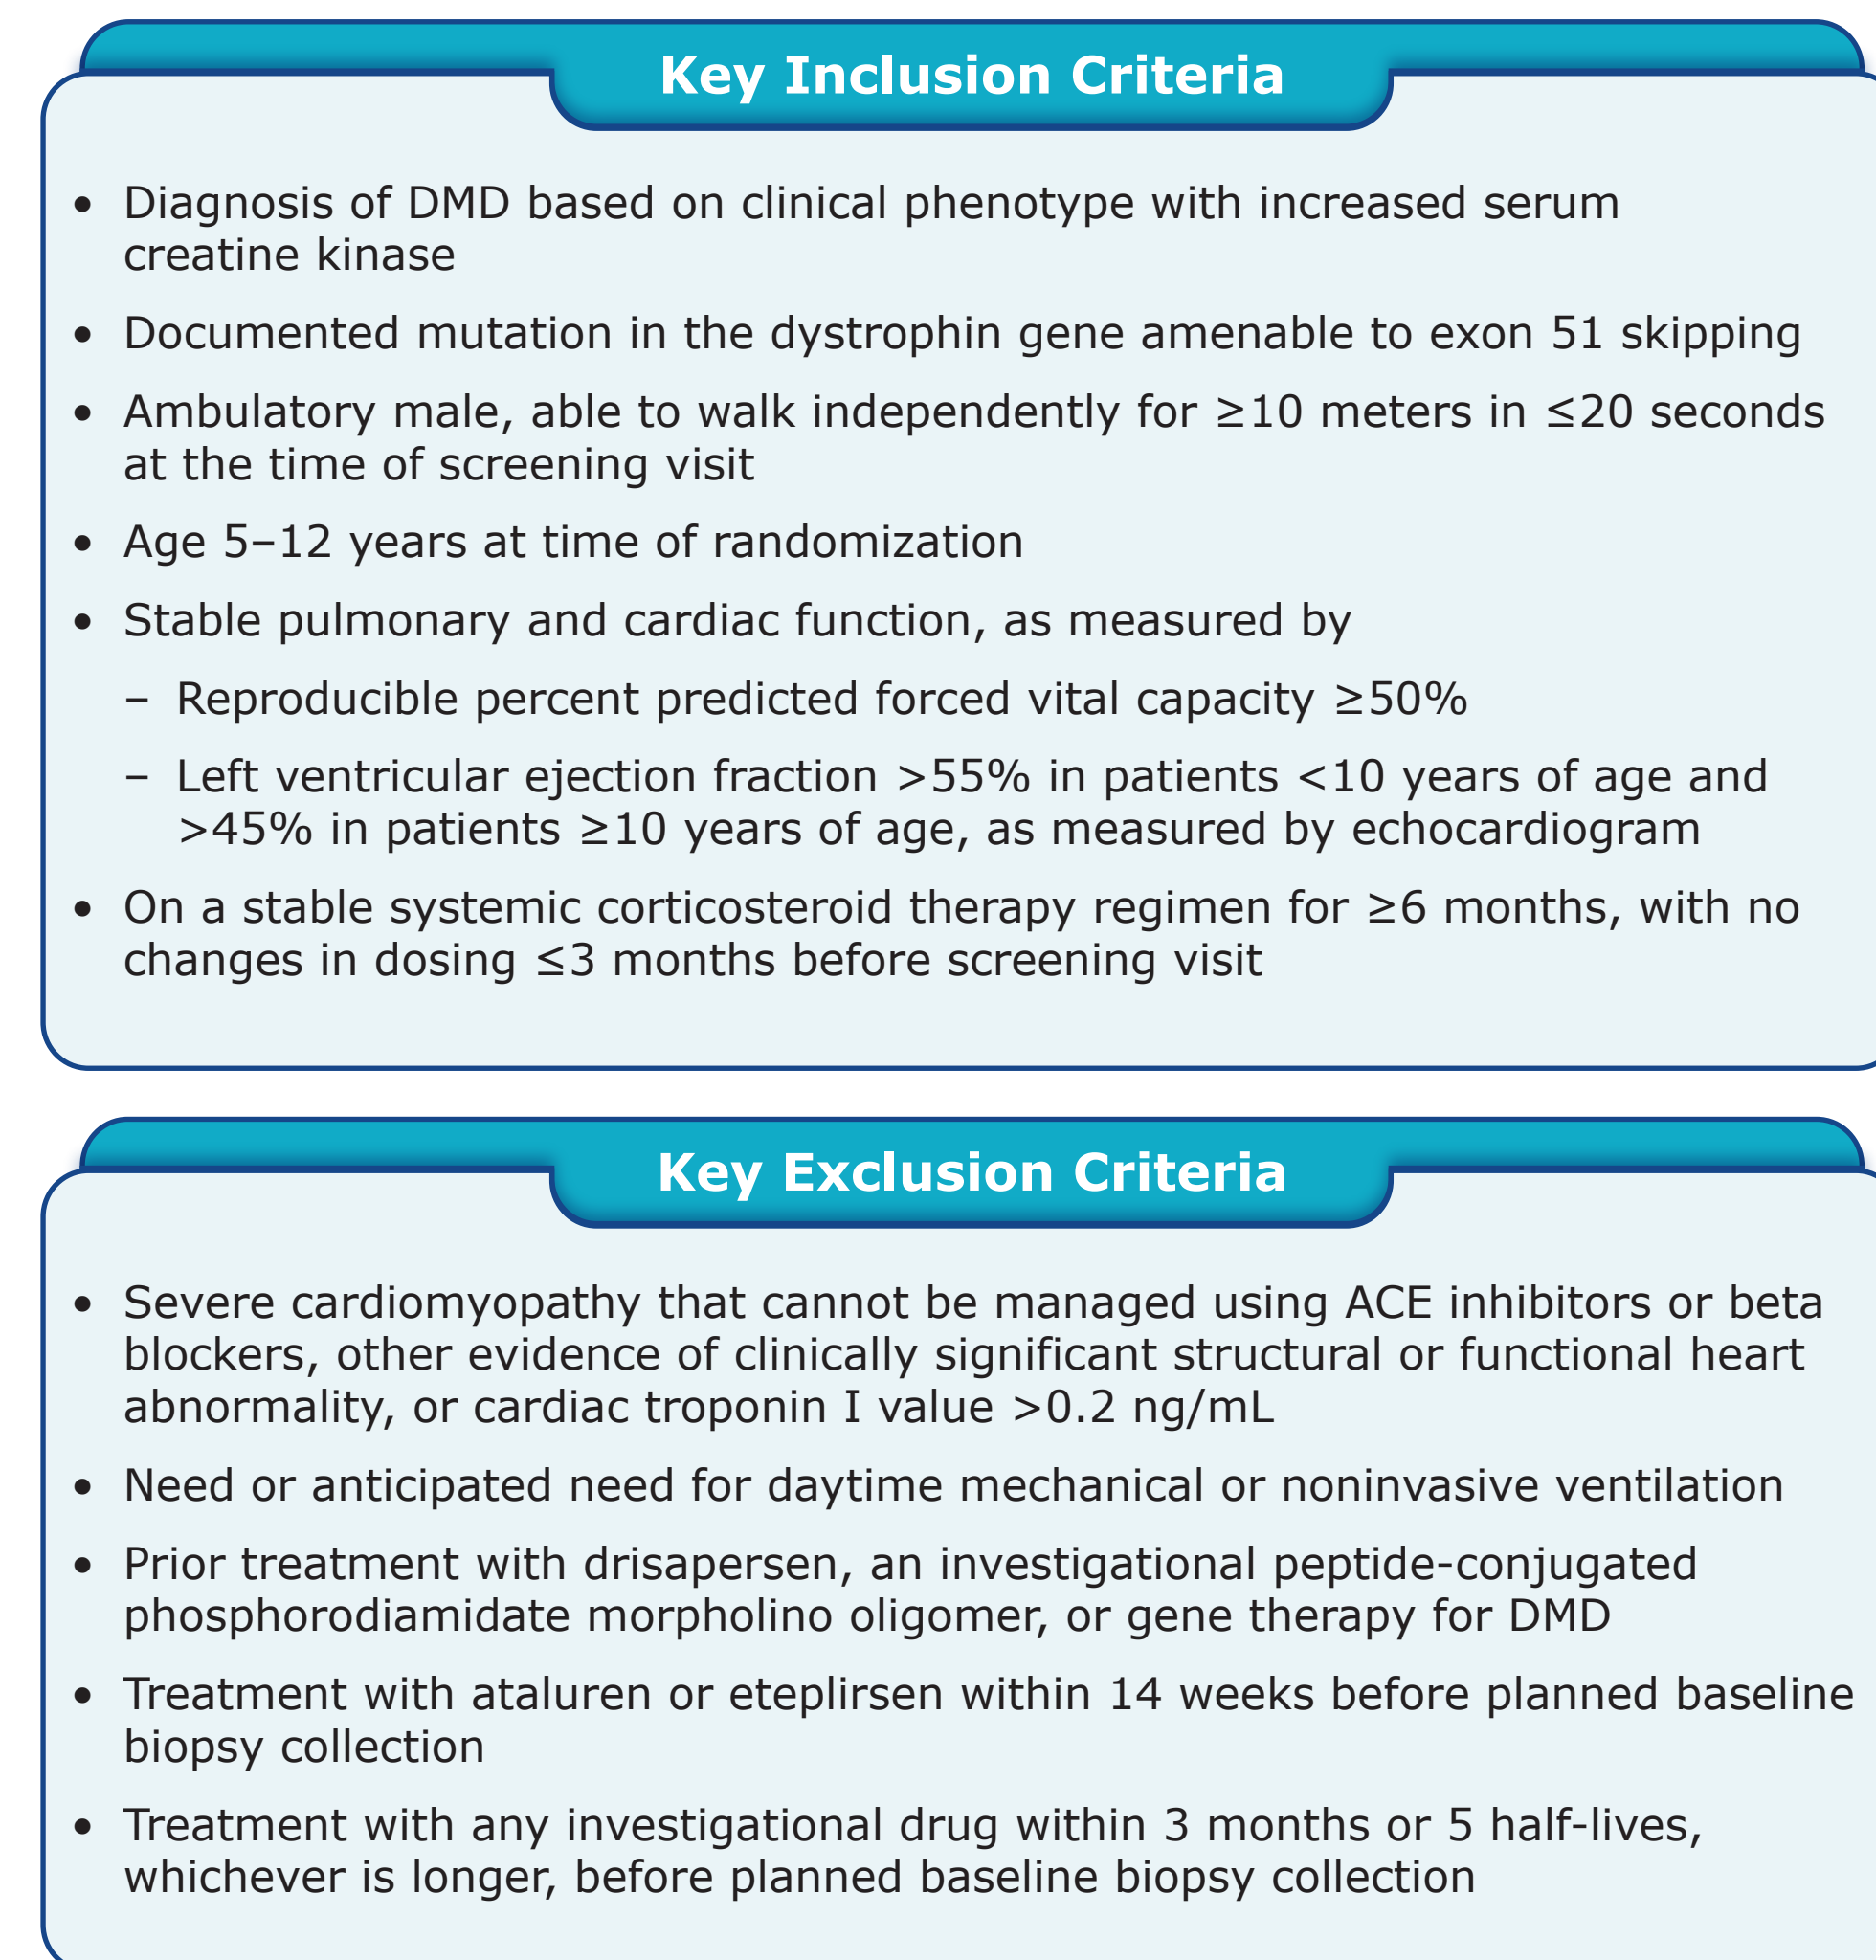 Key Inclusion Criteria
• Diagnosis of DMD based on clinical phenotype with increased serum
creatine kinase
• Documented mutation in the dystrophin gene amenable to exon 51 skipping
• Ambulatory male, able to walk independently for ≥10 meters in ≤20 seconds
at the time of screening visit
• Age 5–12 years at time of randomization
• Stable pulmonary and cardiac function, as measured by
– Reproducible percent predicted forced vital capacity ≥50%
– Left ventricular ejection fraction >55% in patients <10 years of age and
>45% in patients ≥10 years of age, as measured by echocardiogram
• On a stable systemic corticosteroid therapy regimen for ≥6 months, with no
changes in dosing ≤3 months before screening visit
Key Exclusion Criteria
• Severe cardiomyopathy that cannot be managed using ACE inhibitors or beta
blockers, other evidence of clinically significant structural or functional heart
abnormality, or cardiac troponin I value >0.2 ng/mL
• Need or anticipated need for daytime mechanical or noninvasive ventilation
• Prior treatment with drisapersen, an investigational peptide-conjugated
phosphorodiamidate morpholino oligomer, or gene therapy for DMD
• Treatment with ataluren or eteplirsen within 14 weeks before planned baseline
biopsy collection
• Treatment with any investigational drug within 3 months or 5 half-lives,
whichever is longer, before planned baseline biopsy collection